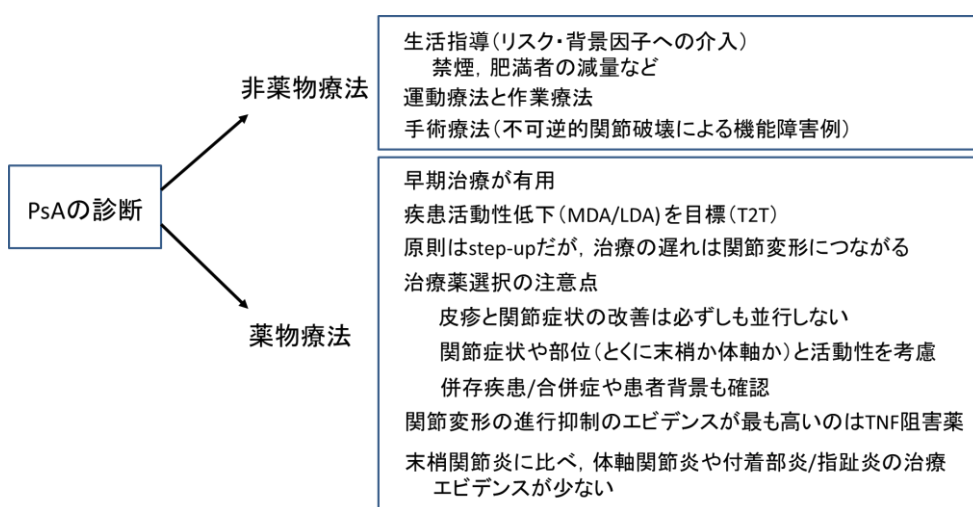 PsAの診断
非薬物療法
生活指導(リスク・背景因子への介入)
禁煙，肥満者の減量など
運動療法と作業療法
手術療法(不可逆的関節破壊による機能障害例)
薬物療法
早期治療が有用
疾患活動性低下(MDA/LDA)を目標(T2T)
原則はstep-upだが，治療の遅れは関節変形につながる
治療薬選択の注意点
皮疹と関節症状の改善は必ずしも並行しない
関節症状や部位(とくに末梢か体軸か)と活動性を考慮
併存疾患/合併症や患者背景も確認
関節変形の進行抑制のエビデンスが最も高いのはTNF阻害薬
末梢関節炎に比べ，体軸関節炎や付着部炎/指趾炎の治療
エビデンスが少ない